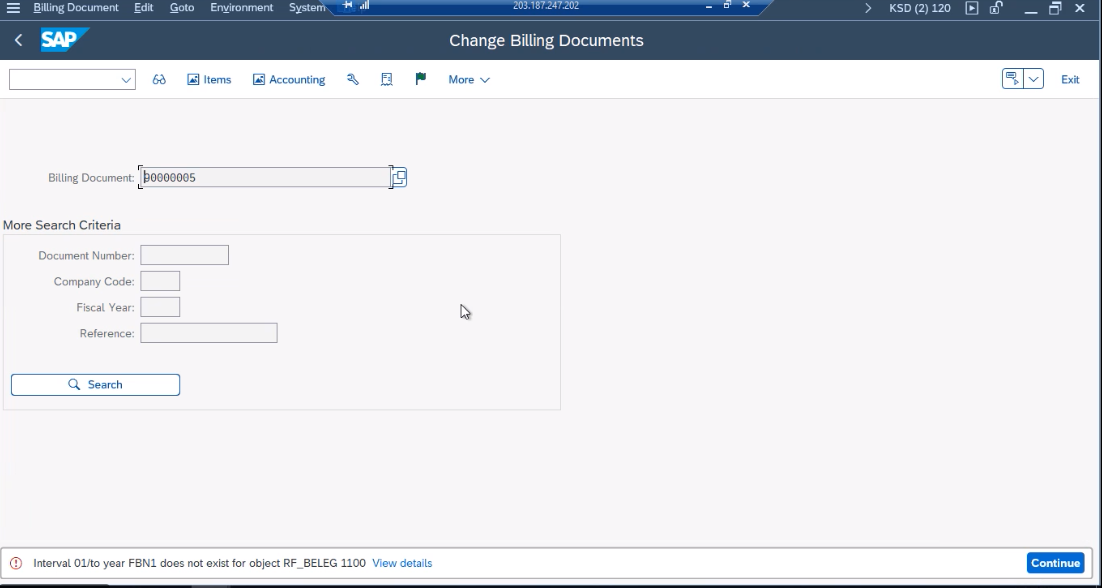 Billing Document Edit Goto Environment System 203.187.247.202 KSD (2) 120
SAP Change Billing Documents
Items Accounting More Exit
Billing Document: 90000005
More Search Criteria
Document Number:
Company Code:
Fiscal Year:
Reference:
Search
Interval 01/to year FBN1 does not exist for object RF_BELEG 1100 View details Continue